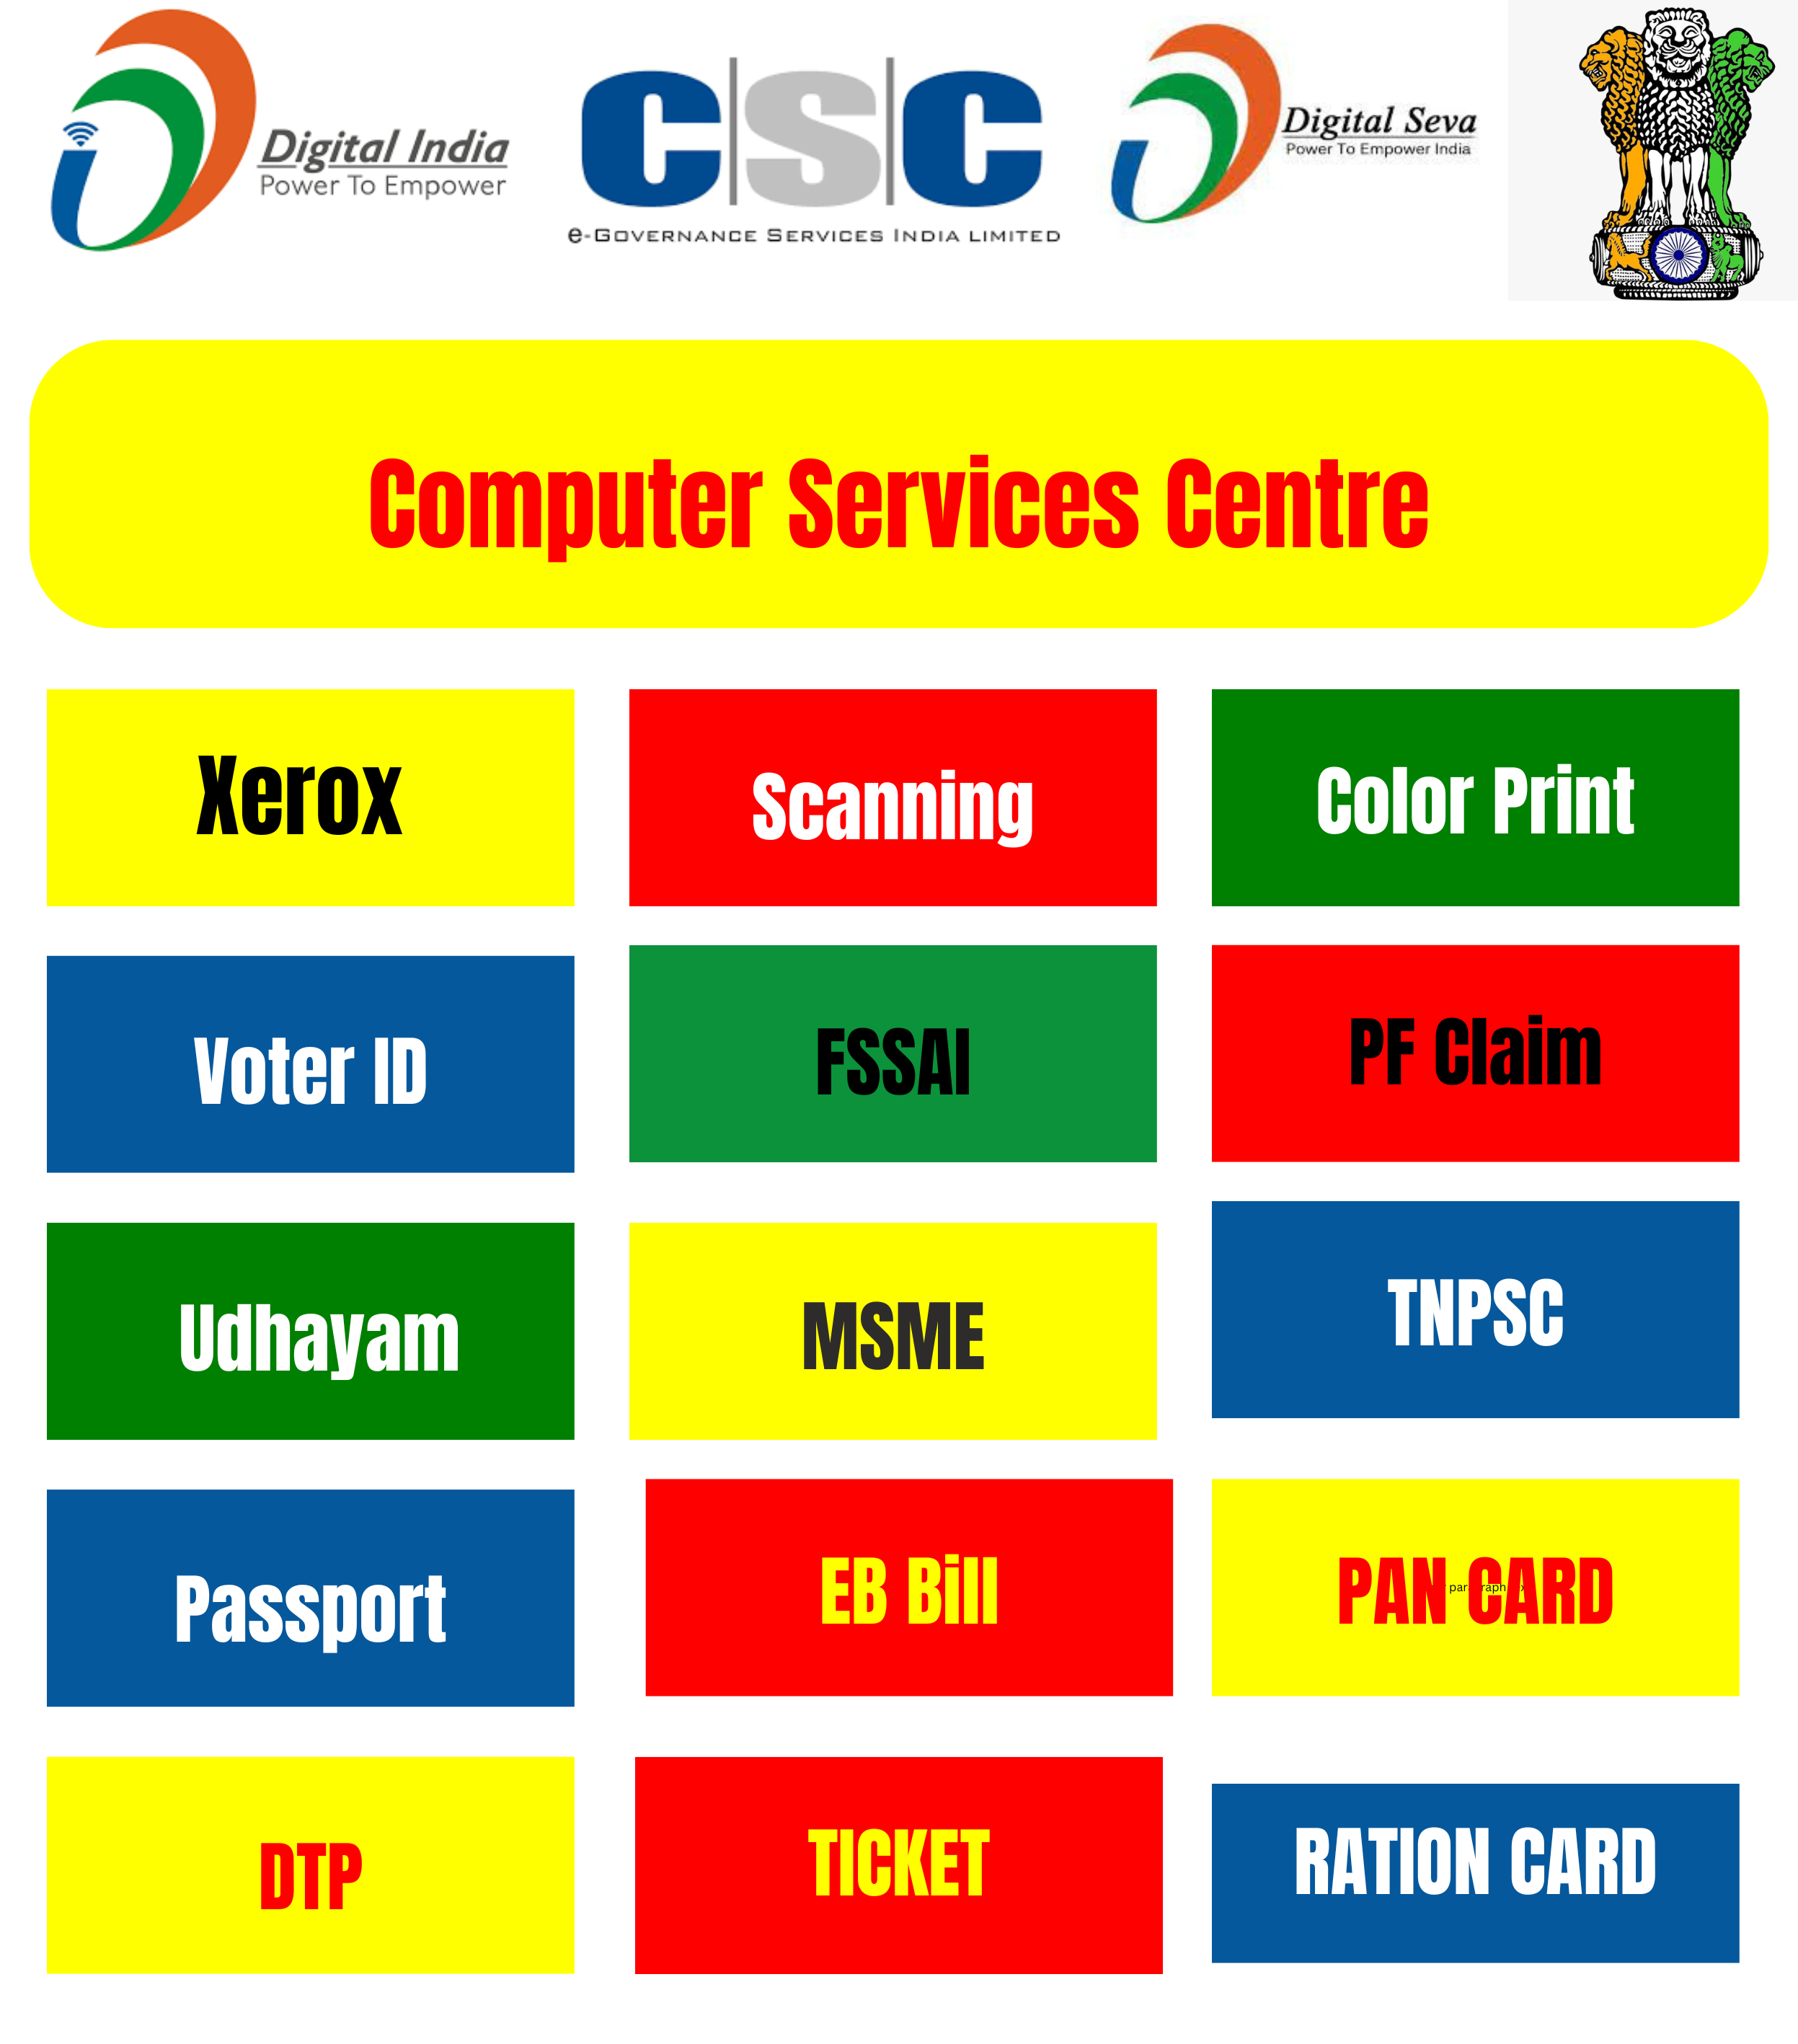 Digital India
Power To Empower
CSC
e-Governance Services India Limited
Digital Seva
Power To Empower India
Computer Services Centre
Xerox
Scanning
Color Print
Voter ID
FSSAI
PF Claim
Udhayam
MSME
TNPSC
Passport
EB Bill
PAN CARD
DTP
TICKET
RATION CARD